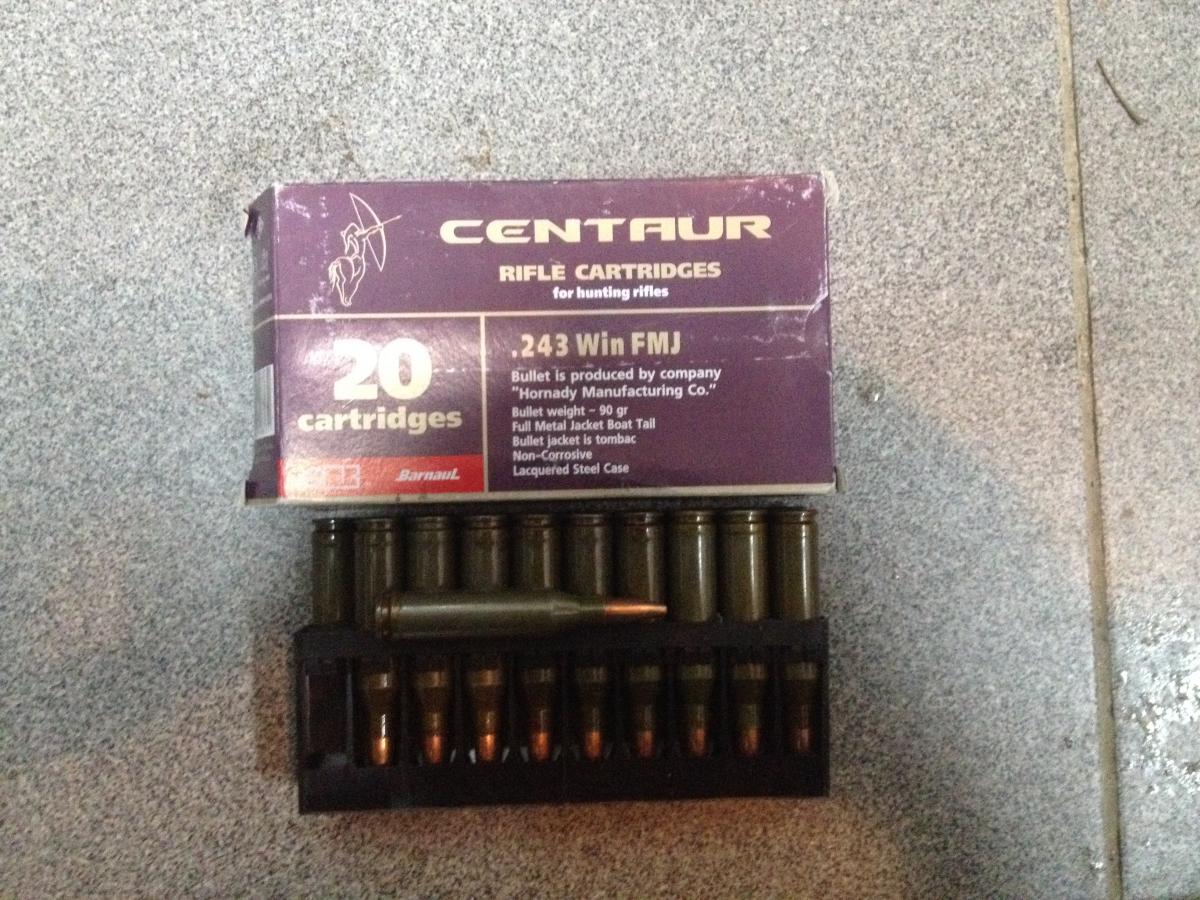 CENTAUR
RIFLE CARTRIDGES
for hunting rifles
20
cartridges
Barnaul
.243 Win FMJ
Bullet is produced by company
"Hornady Manufacturing Co."
Bullet weight - 90 gr
Full Metal Jacket Boat Tail
Bullet jacket is tombac
Non-Corrosive
Lacquered Steel Case